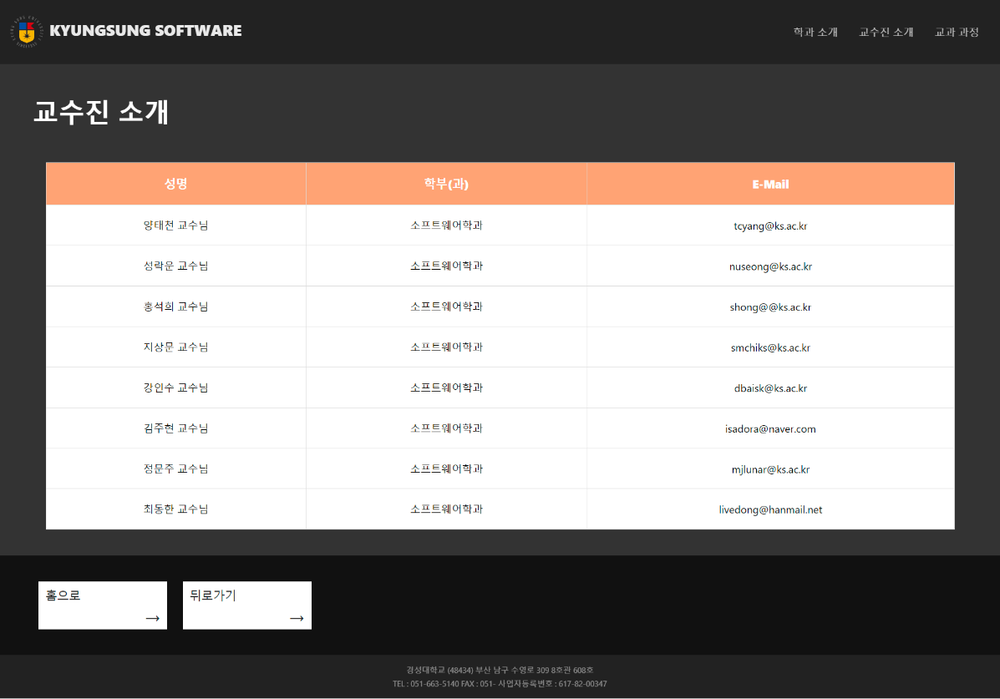 KYUNGSUNG SOFTWARE
학과 소개 교수진 소개 교과 과정
교수진 소개
성명 학부(과) E-Mail
양태천 교수님 소프트웨어학과 tcyang@ks.ac.kr
성락운 교수님 소프트웨어학과 nuseong@ks.ac.kr
홍석희 교수님 소프트웨어학과 shong@@ks.ac.kr
지상문 교수님 소프트웨어학과 smchiks@ks.ac.kr
강인수 교수님 소프트웨어학과 dbaisk@ks.ac.kr
김주현 교수님 소프트웨어학과 isadora@naver.com
정문주 교수님 소프트웨어학과 mjlunar@ks.ac.kr
최동한 교수님 소프트웨어학과 livedong@hanmail.net
홈으로 뒤로가기
→ →
경성대학교 (48434) 부산 남구 수영로 309 8호관 608호
TEL : 051-663-5140 FAX : 051- 사업자등록번호 : 617-82-00347